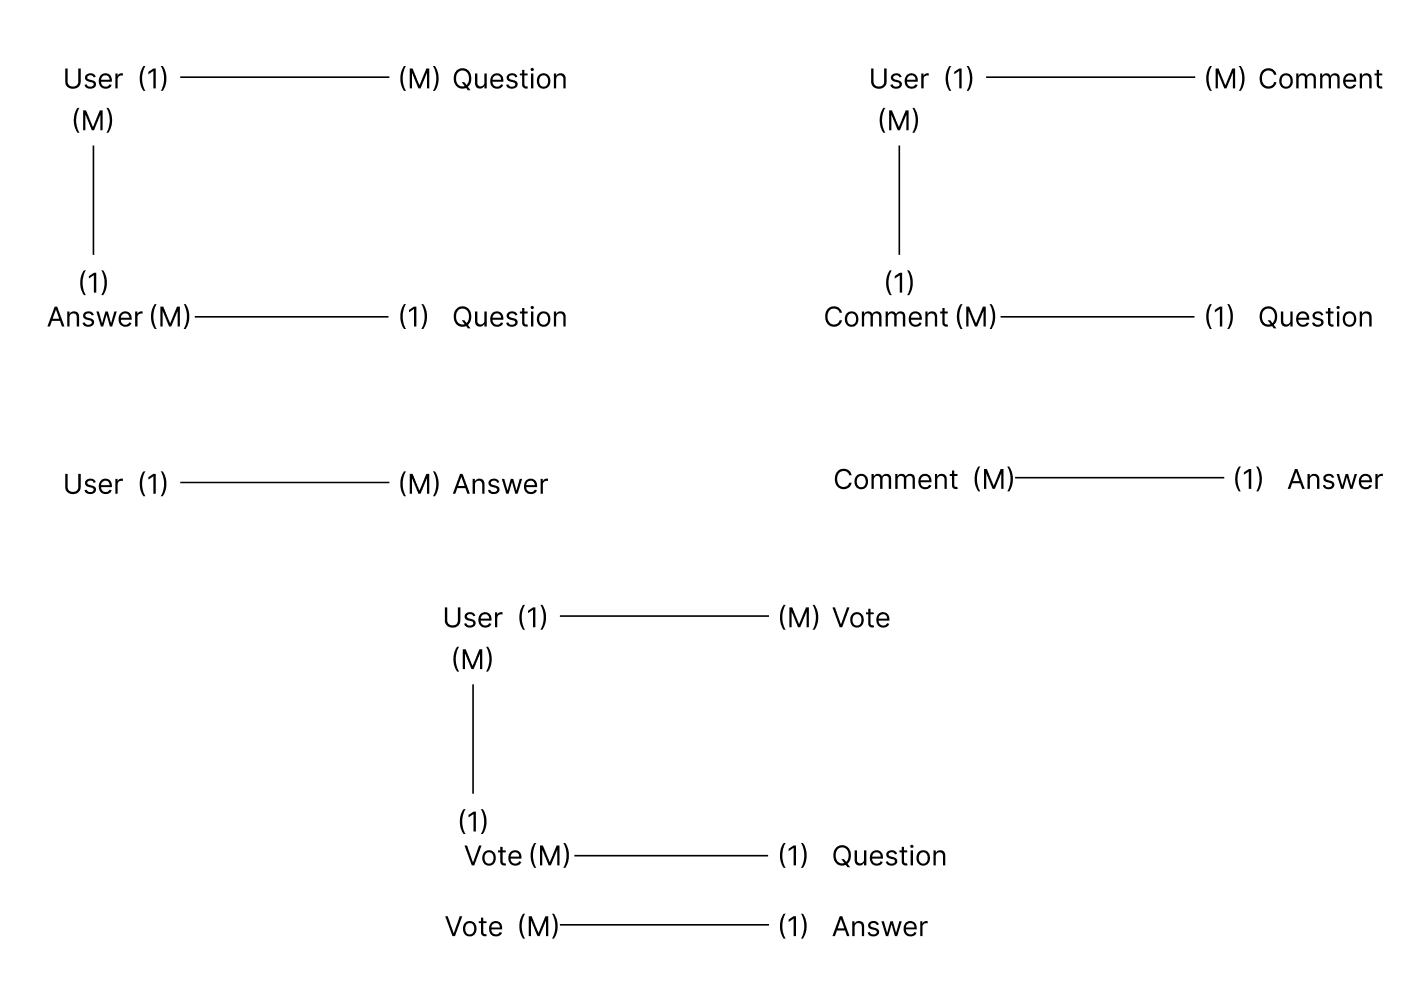 User (1) (M) Question
(M)
(1)
Answer (M) (1) Question
User (1) (M) Answer
User (1) (M) Comment
(M)
(1)
Comment (M) (1) Question
Comment (M) (1) Answer
User (1) (M) Vote
(M)
(1)
Vote (M) (1) Question
Vote (M) (1) Answer